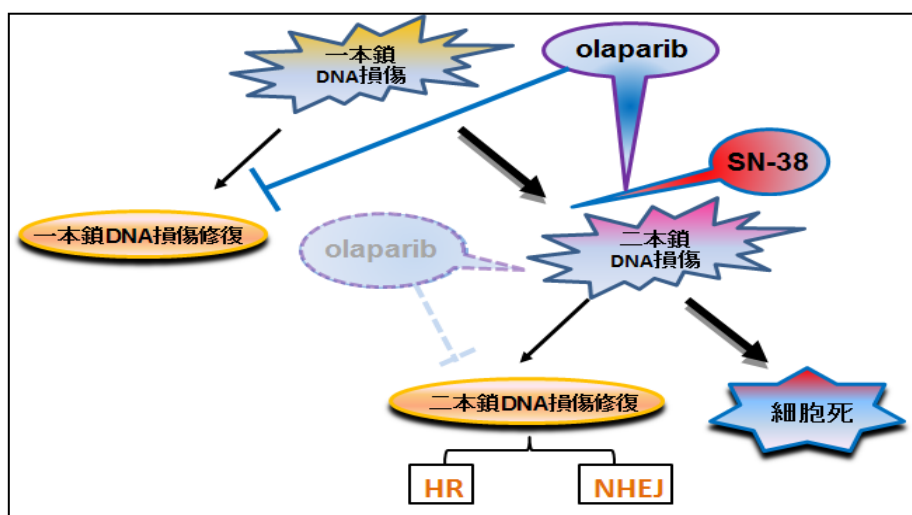 一本鎖
DNA損傷
olaparib
SN-38
一本鎖DNA損傷修復
olaparib
二本鎖
DNA損傷
二本鎖DNA損傷修復
細胞死
HR
NHEJ